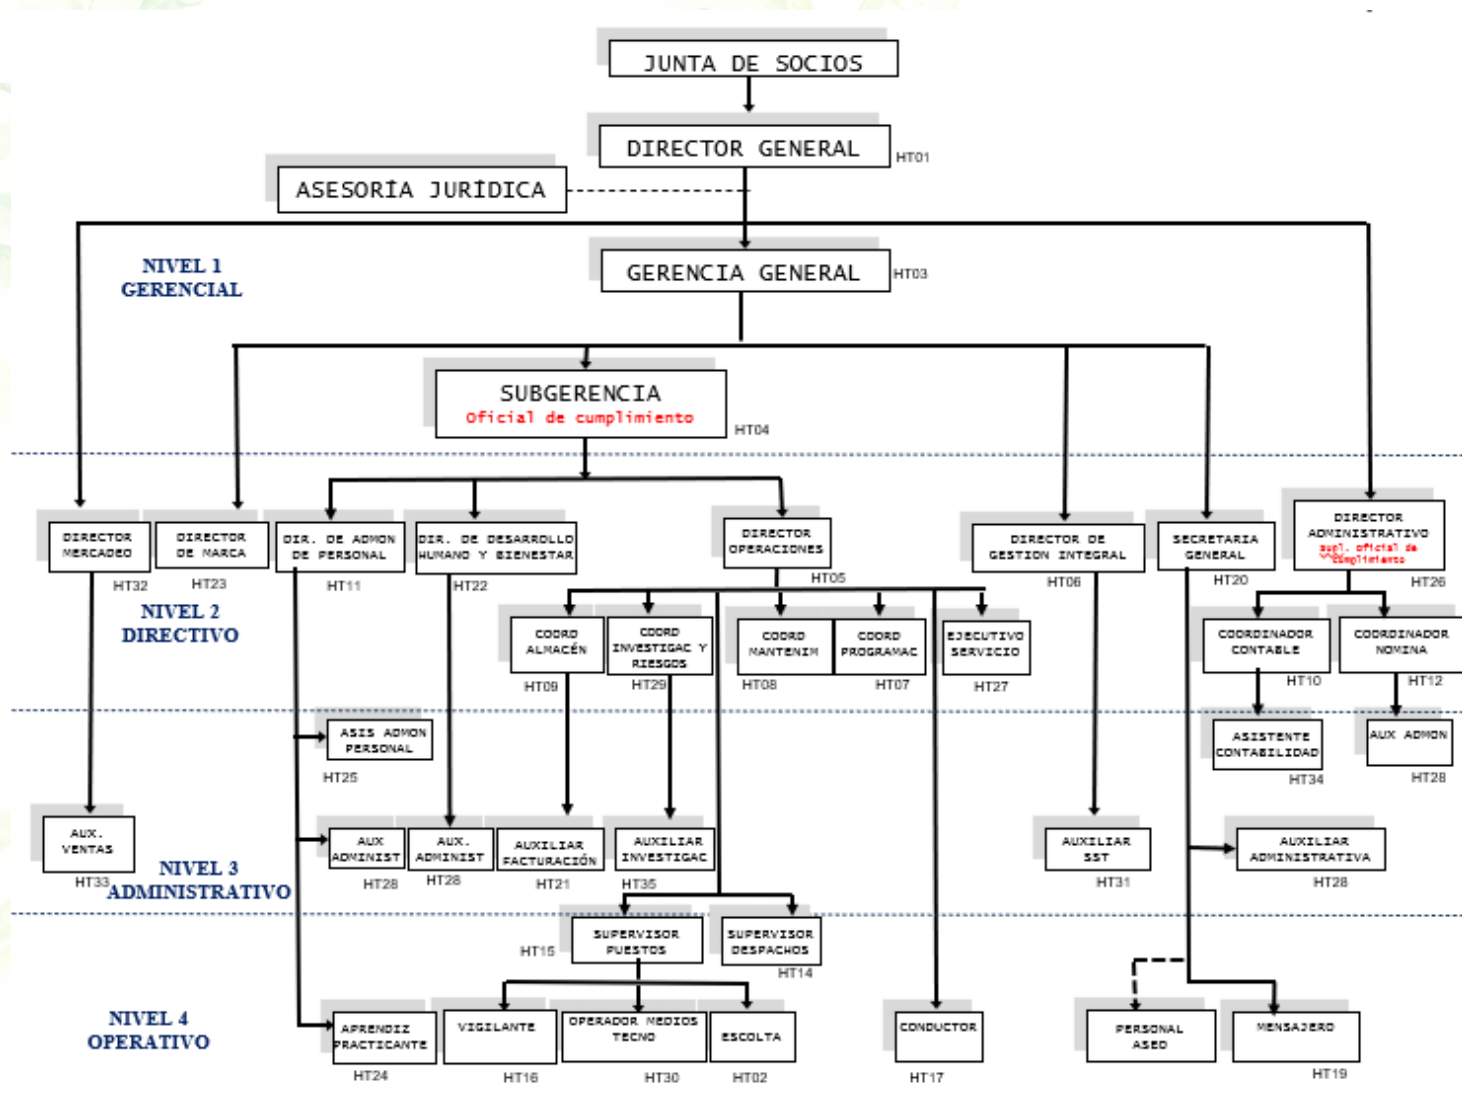 JUNTA DE SOCIOS
DIRECTOR GENERAL
HT01
ASESORÍA JURÍDICA
NIVEL 1
GERENCIAL
GERENCIA GENERAL
HT03
SUBGERENCIA
Oficial de cumplimiento
HT04
DIRECTOR
MERCADEO
HT32
DIRECTOR
DE MARCA
HT23
DIR. DE ADMON
DE PERSONAL
HT11
DIR. DE DESARROLLO
HUMANO Y BIENESTAR
HT22
DIRECTOR
OPERACIONES
HT05
DIRECTOR DE
GESTION INTEGRAL
HT06
SECRETARIA
GENERAL
HT20
DIRECTOR
ADMINISTRATIVO
supl. oficial de
cumplimiento
HT26
NIVEL 2
DIRECTIVO
COORD
ALMACÉN
HT09
COORD
INVESTIGAC Y
RIESGOS
HT29
COORD
MANTENIM
HT08
COORD
PROGRAMAC
HT07
EJECUTIVO
SERVICIO
HT27
COORDINADOR
CONTABLE
HT10
COORDINADOR
NOMINA
HT12
ASIS ADMON
PERSONAL
HT25
ASISTENTE
CONTABILIDAD
HT34
AUX ADMON
HT28
AUX.
VENTAS
HT33
NIVEL 3
ADMINISTRATIVO
AUX
ADMINIST
HT28
AUX.
ADMINIST
HT28
AUXILIAR
FACTURACIÓN
HT21
AUXILIAR
INVESTIGAC
HT35
AUXILIAR
SST
HT31
AUXILIAR
ADMINISTRATIVA
HT28
SUPERVISOR
PUESTOS
HT15
SUPERVISOR
DESPACHOS
HT14
NIVEL 4
OPERATIVO
APRENDIZ
PRACTICANTE
HT24
VIGILANTE
HT16
OPERADOR MEDIOS
TECNO
HT30
ESCOLTA
HT02
CONDUCTOR
HT17
PERSONAL
ASEO
MENSAJERO
HT19